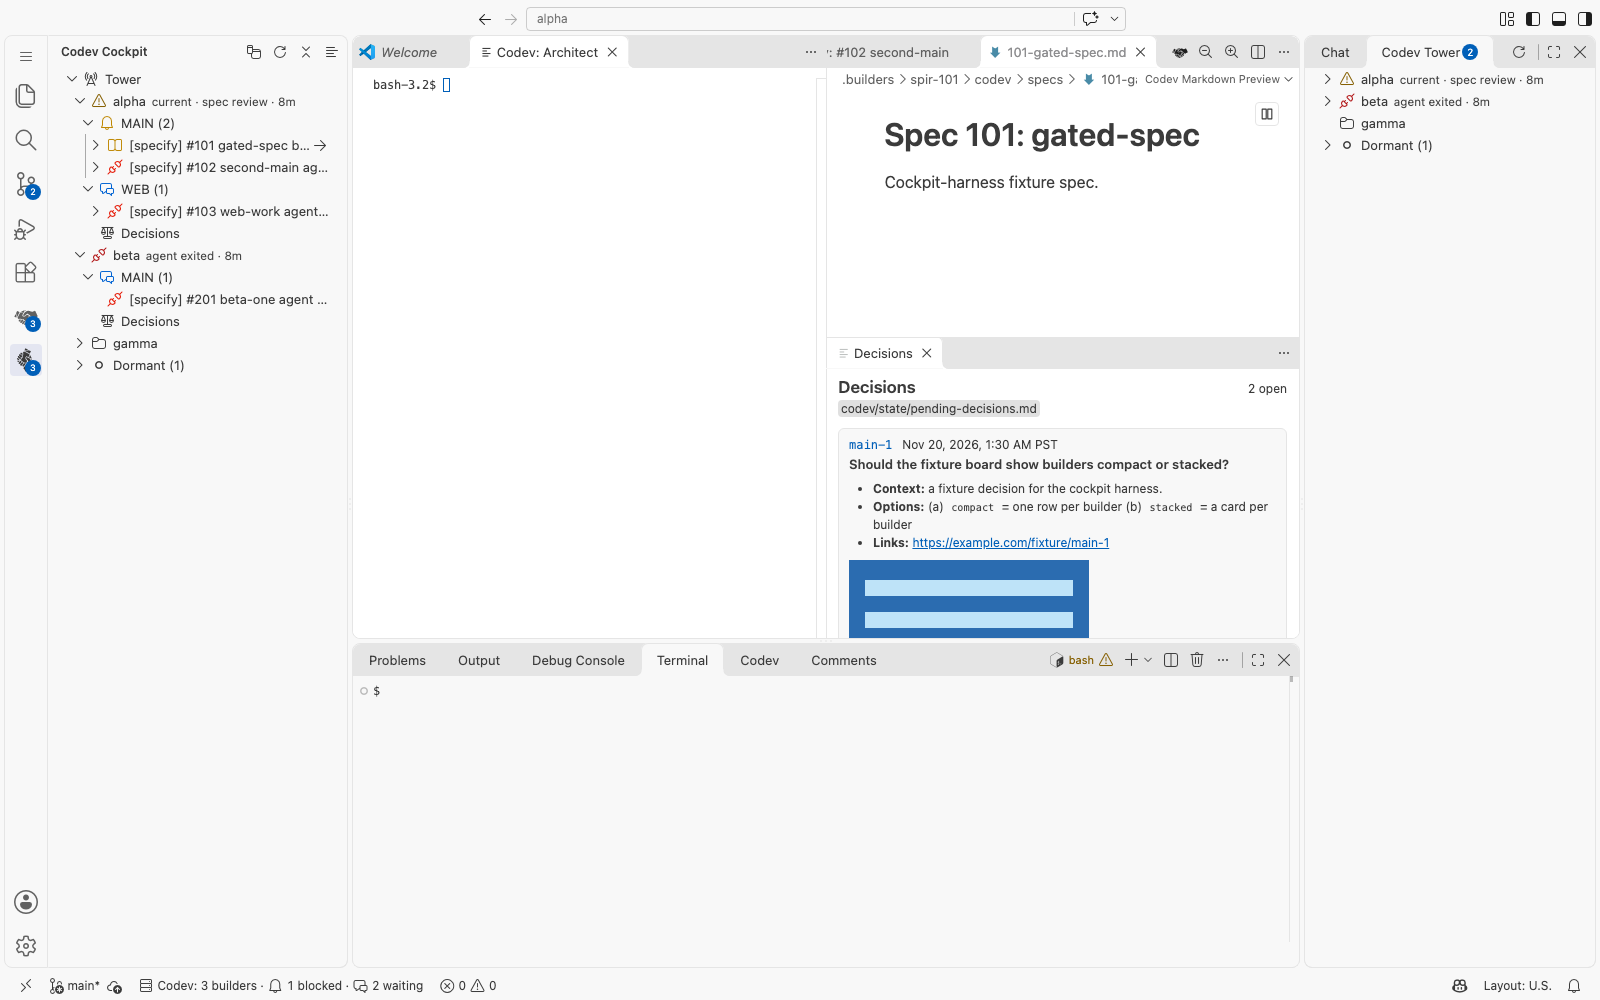 alpha
Codev Cockpit
Tower
alpha current · spec review · 8m
MAIN (2)
[specify] #101 gated-spec b...
[specify] #102 second-main ag...
WEB (1)
[specify] #103 web-work agent...
Decisions
beta agent exited · 8m
MAIN (1)
[specify] #201 beta-one agent ...
Decisions
gamma
Dormant (1)
2
3
3
Welcome
Codev: Architect
bash-3.2$
: #102 second-main
101-gated-spec.md
.builders > spir-101 > codev > specs > 101-ga
Codev Markdown Preview
Spec 101: gated-spec
Cockpit-harness fixture spec.
Decisions
Decisions
2 open
codev/state/pending-decisions.md
main-1 Nov 20, 2026, 1:30 AM PST
Should the fixture board show builders compact or stacked?
• Context: a fixture decision for the cockpit harness.
• Options: (a) compact = one row per builder (b) stacked = a card per
builder
• Links: https://example.com/fixture/main-1
Problems
Output
Debug Console
Terminal
Codev
Comments
bash
$
Chat
Codev Tower 2
alpha current · spec review · 8m
beta agent exited · 8m
gamma
Dormant (1)
main*
Codev: 3 builders · 1 blocked · 2 waiting
0 0
Layout: U.S.